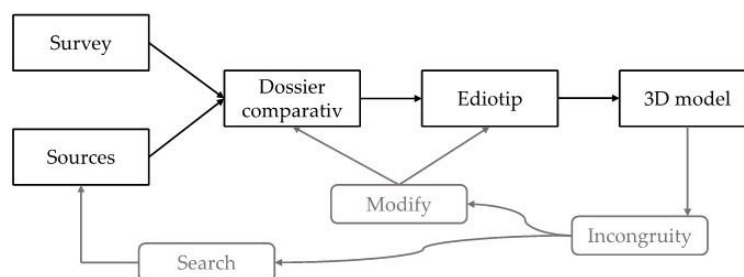 Survey
Dossier
comparativ
Ediotip
3D model
Sources
Modify
Incongruity
Search